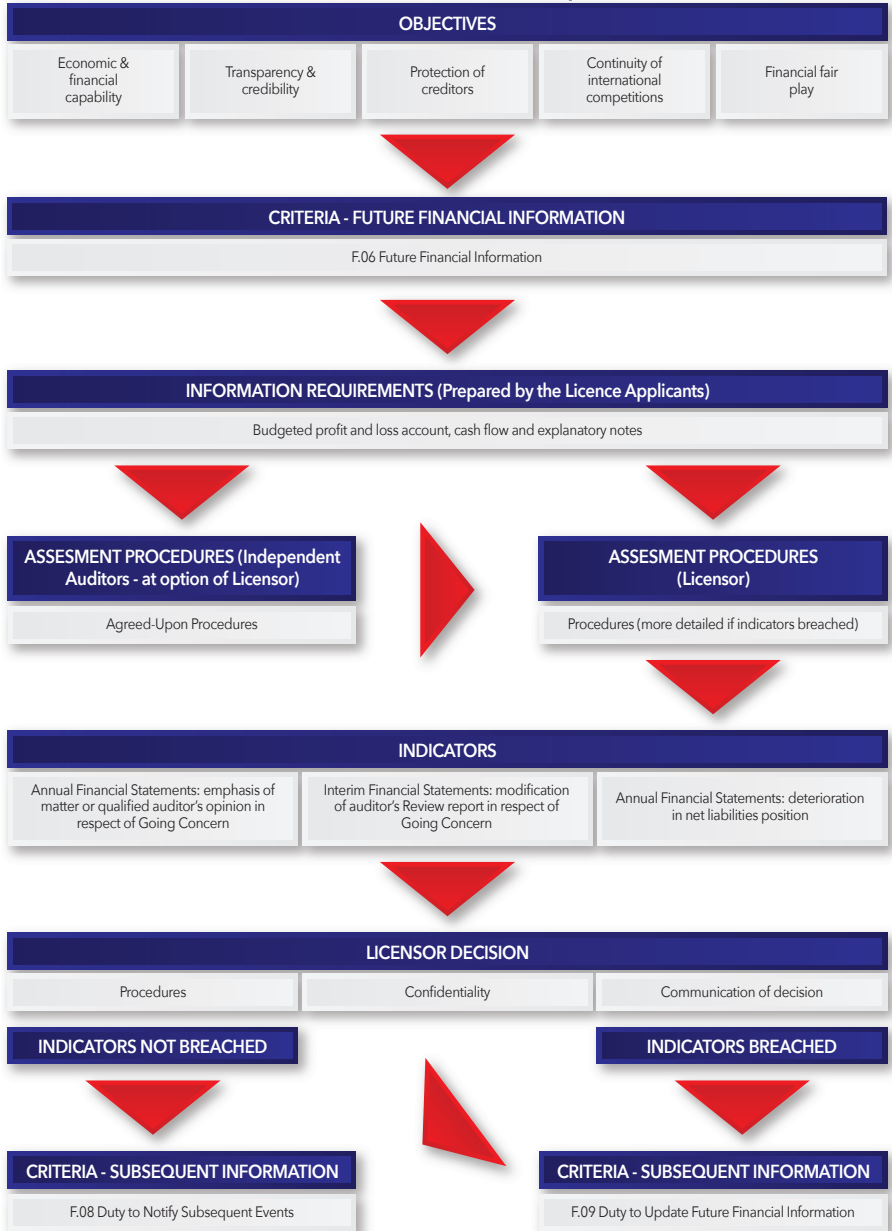 OBJECTIVES
Economic &
financial
capability
Transparency &
credibility
Protection of
creditors
Continuity of
international
competitions
Financial fair
play
CRITERIA - FUTURE FINANCIAL INFORMATION
F.06 Future Financial Information
INFORMATION REQUIREMENTS (Prepared by the Licence Applicants)
Budgeted profit and loss account, cash flow and explanatory notes
ASSESMENT PROCEDURES (Independent
Auditors - at option of Licensor)
Agreed-Upon Procedures
ASSESMENT PROCEDURES
(Licensor)
Procedures (more detailed if indicators breached)
INDICATORS
Annual Financial Statements: emphasis of
matter or qualified auditor's opinion in
respect of Going Concern
Interim Financial Statements: modification
of auditor's Review report in respect of
Going Concern
Annual Financial Statements: deterioration
in net liabilities position
LICENSOR DECISION
Procedures
Confidentiality
Communication of decision
INDICATORS NOT BREACHED
INDICATORS BREACHED
CRITERIA - SUBSEQUENT INFORMATION
F.08 Duty to Notify Subsequent Events
CRITERIA - SUBSEQUENT INFORMATION
F.09 Duty to Update Future Financial Information